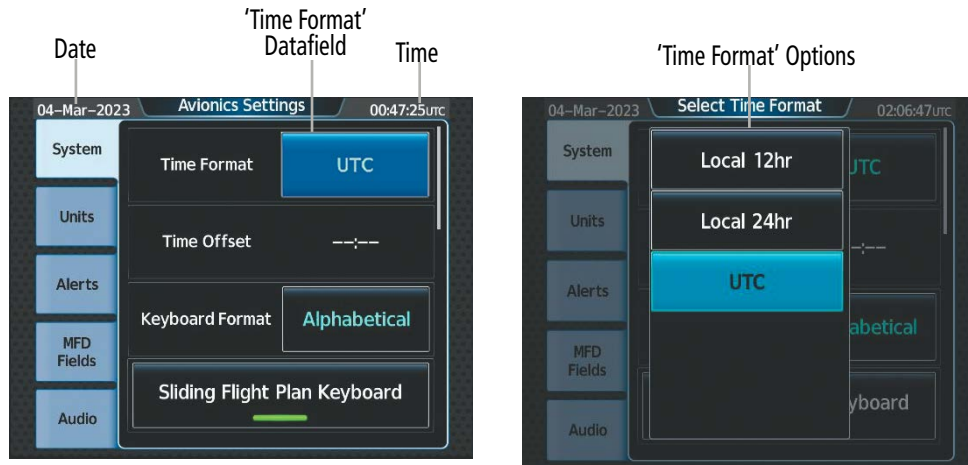 'Time Format'
Datafield
Date
Time
04–Mar–2023 Avionics Settings 00:47:25UTC
System
Time Format UTC
Units
Time Offset ––:––
Alerts
Keyboard Format Alphabetical
MFD
Fields
Sliding Flight Plan Keyboard
Audio
'Time Format' Options
04–Mar–2023 Select Time Format 02:06:47UTC
System
Local 12hr
UTC
Units
Local 24hr
–:––
Alerts
UTC
abetical
MFD
Fields
yboard
Audio